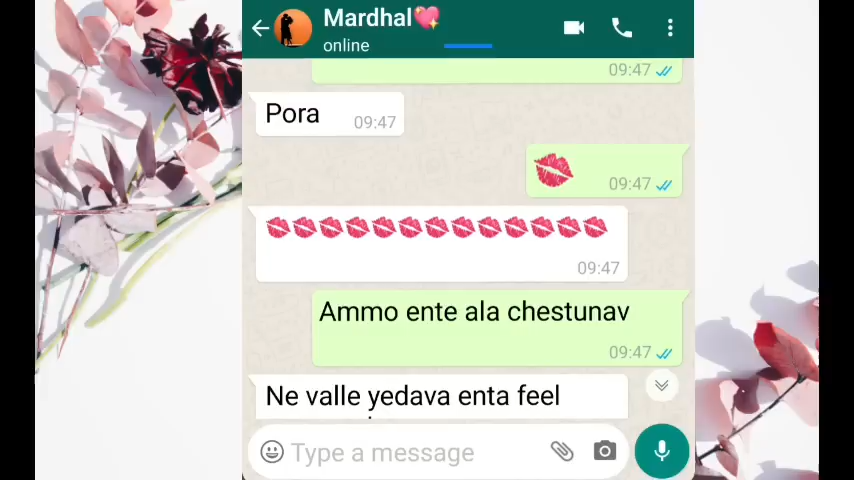 Mardhal💖
online
09:47
Pora 09:47
💋 09:47
💋💋💋💋💋💋💋💋💋💋💋💋💋
09:47
Ammo ente ala chestunav
09:47
Ne valle yedava enta feel
Type a message